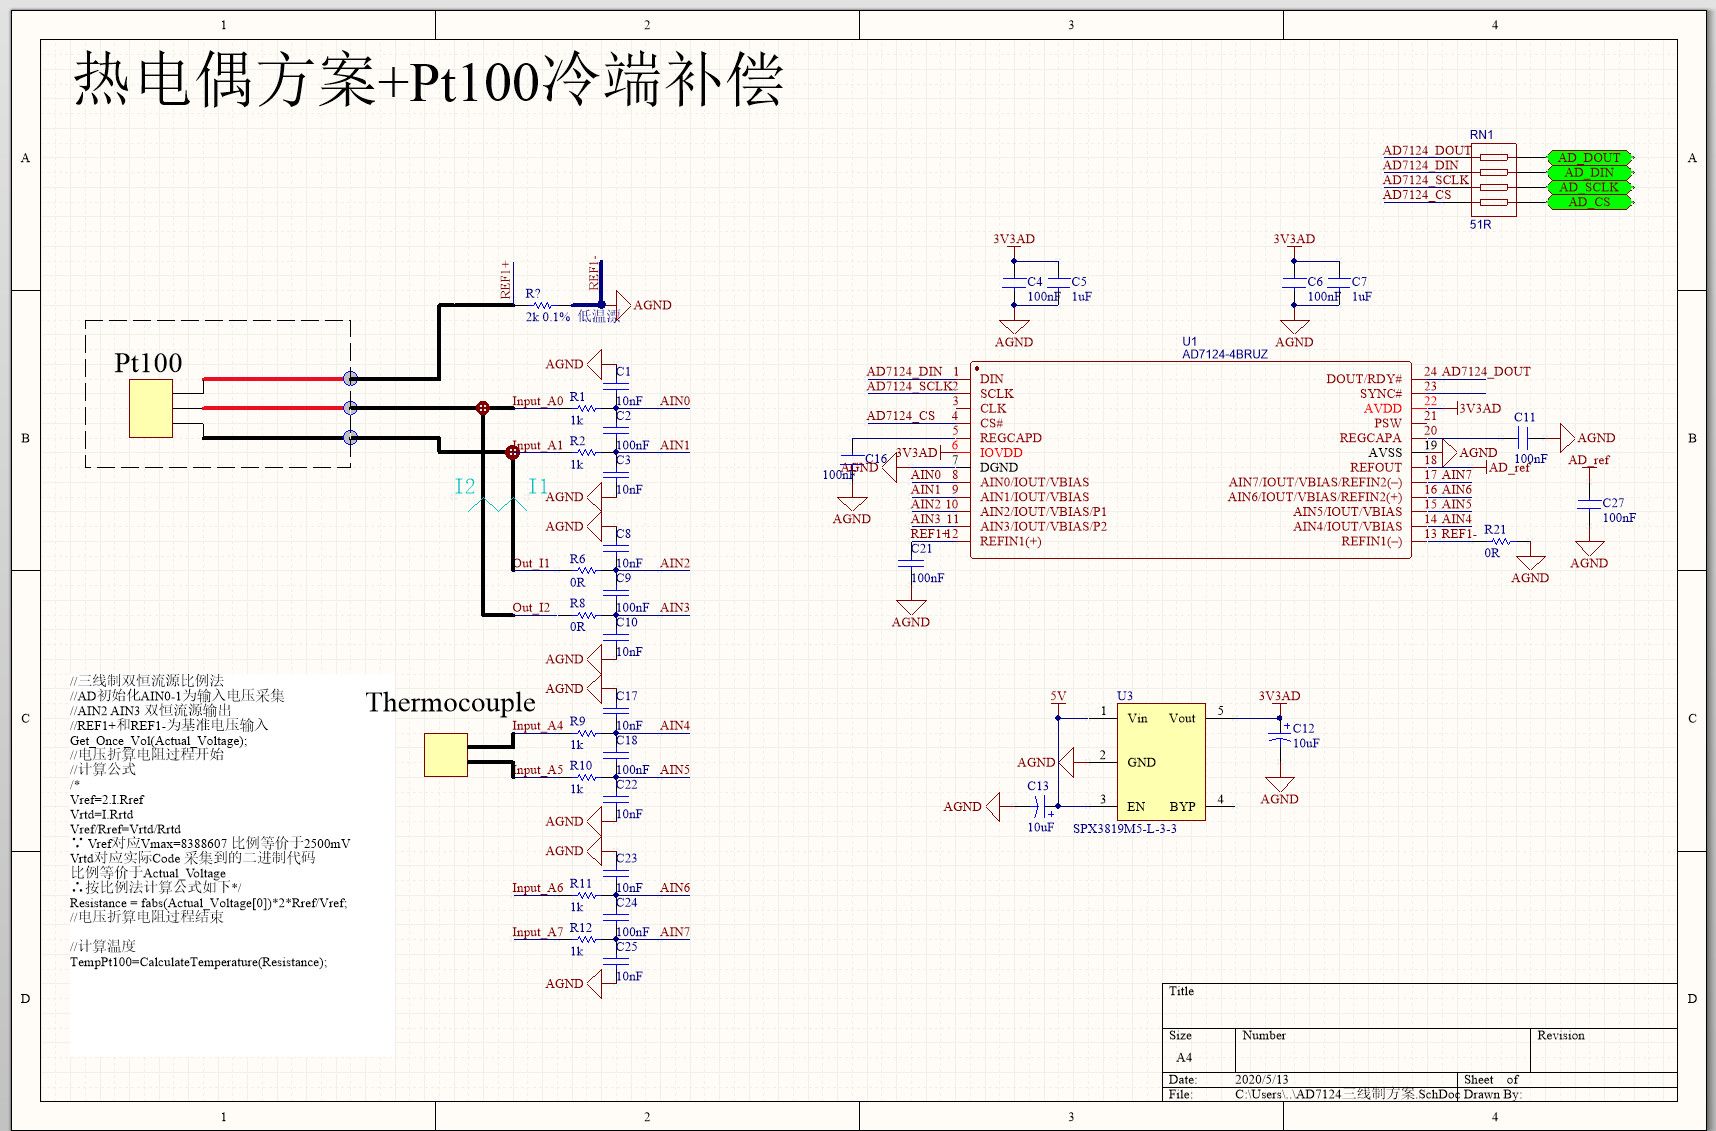 1 2 3 4
热电偶方案+Pt100冷端补偿
A
A
RN1
AD7124_DOUT AD_DOUT
AD7124_DIN AD_DIN
AD7124_SCLK AD_SCLK
AD7124_CS AD_CS
51R
3V3AD 3V3AD
C4 C5 C6 C7
100nF 1uF 100nF 1uF
AGND AGND
REF1+ REF1-
R?
2k 0.1% 低温漂
AGND
Pt100
B
B
AGND
C1
Input_A0 R1 10nF AIN0
1k C2
Input_A1 R2 100nF AIN1
1k C3
I2 I1
AGND 10nF
AGND
C8
Out_I1 R6 10nF AIN2
0R C9
Out_I2 R8 100nF AIN3
0R C10
AGND 10nF
U1
AD7124-4BRUZ
AD7124_DIN 1 DIN DOUT/RDY# 24 AD7124_DOUT
AD7124_SCLK 2 SCLK SYNC# 23
3 CLK AVDD 22 3V3AD
AD7124_CS 4 CS# PSW 21
5 REGCAPD REGCAPA 20
3V3AD 6 IOVDD AVSS 19 AGND
AGND 7 DGND REFOUT 18 AD_ref
AIN0 8 AIN0/IOUT/VBIAS AIN7/IOUT/VBIAS/REFIN2(–) 17 AIN7
AIN1 9 AIN1/IOUT/VBIAS AIN6/IOUT/VBIAS/REFIN2(+) 16 AIN6
AIN2 10 AIN2/IOUT/VBIAS/P1 AIN5/IOUT/VBIAS 15 AIN5
AIN3 11 AIN3/IOUT/VBIAS/P2 AIN4/IOUT/VBIAS 14 AIN4
REF1+ 12 REFIN1(+) REFIN1(–) 13 REF1-
C16
100nF
AGND
C21
100nF
AGND
C11
100nF
AGND
AD_ref
C27
100nF
AGND
R21
0R
AGND
C
C
//三线制双恒流源比例法
//AD初始化AIN0-1为输入电压采集
//AIN2 AIN3 双恒流源输出
//REF1+和REF1-为基准电压输入
Get_Once_Vol(Actual_Voltage);
//电压折算电阻过程开始
//计算公式
/*
Vref=2.I.Rref
Vrtd=I.Rrtd
Vref/Rref=Vrtd/Rrtd
∵ Vref对应Vmax=8388607 比例等价于2500mV
Vrtd对应实际Code 采集到的二进制代码
比例等价于Actual_Voltage
∴按比例法计算公式如下*/
Resistance = fabs(Actual_Voltage[0])*2*Rref/Vref;
//电压折算电阻过程结束
//计算温度
TempPt100=CalculateTemperature(Resistance);
Thermocouple
AGND
C17
Input_A4 R9 10nF AIN4
1k C18
Input_A5 R10 100nF AIN5
1k C22
AGND 10nF
AGND
C23
Input_A6 R11 10nF AIN6
1k C24
Input_A7 R12 100nF AIN7
1k C25
AGND 10nF
5V U3 3V3AD
1 Vin Vout 5
C12
10uF
AGND 2 GND
AGND
C13
AGND 3 EN BYP 4
10uF SPX3819M5-L-3-3
D
D
Title
Size Number Revision
A4
Date: 2020/5/13 Sheet of
File: C:\Users\..\AD7124三线制方案.SchDoc Drawn By:
1 2 3 4